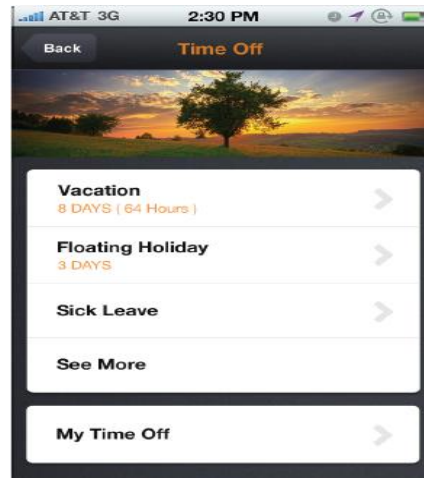 AT&T 3G 2:30 PM
Back Time Off
Vacation
8 DAYS ( 64 Hours )
Floating Holiday
3 DAYS
Sick Leave
See More
My Time Off